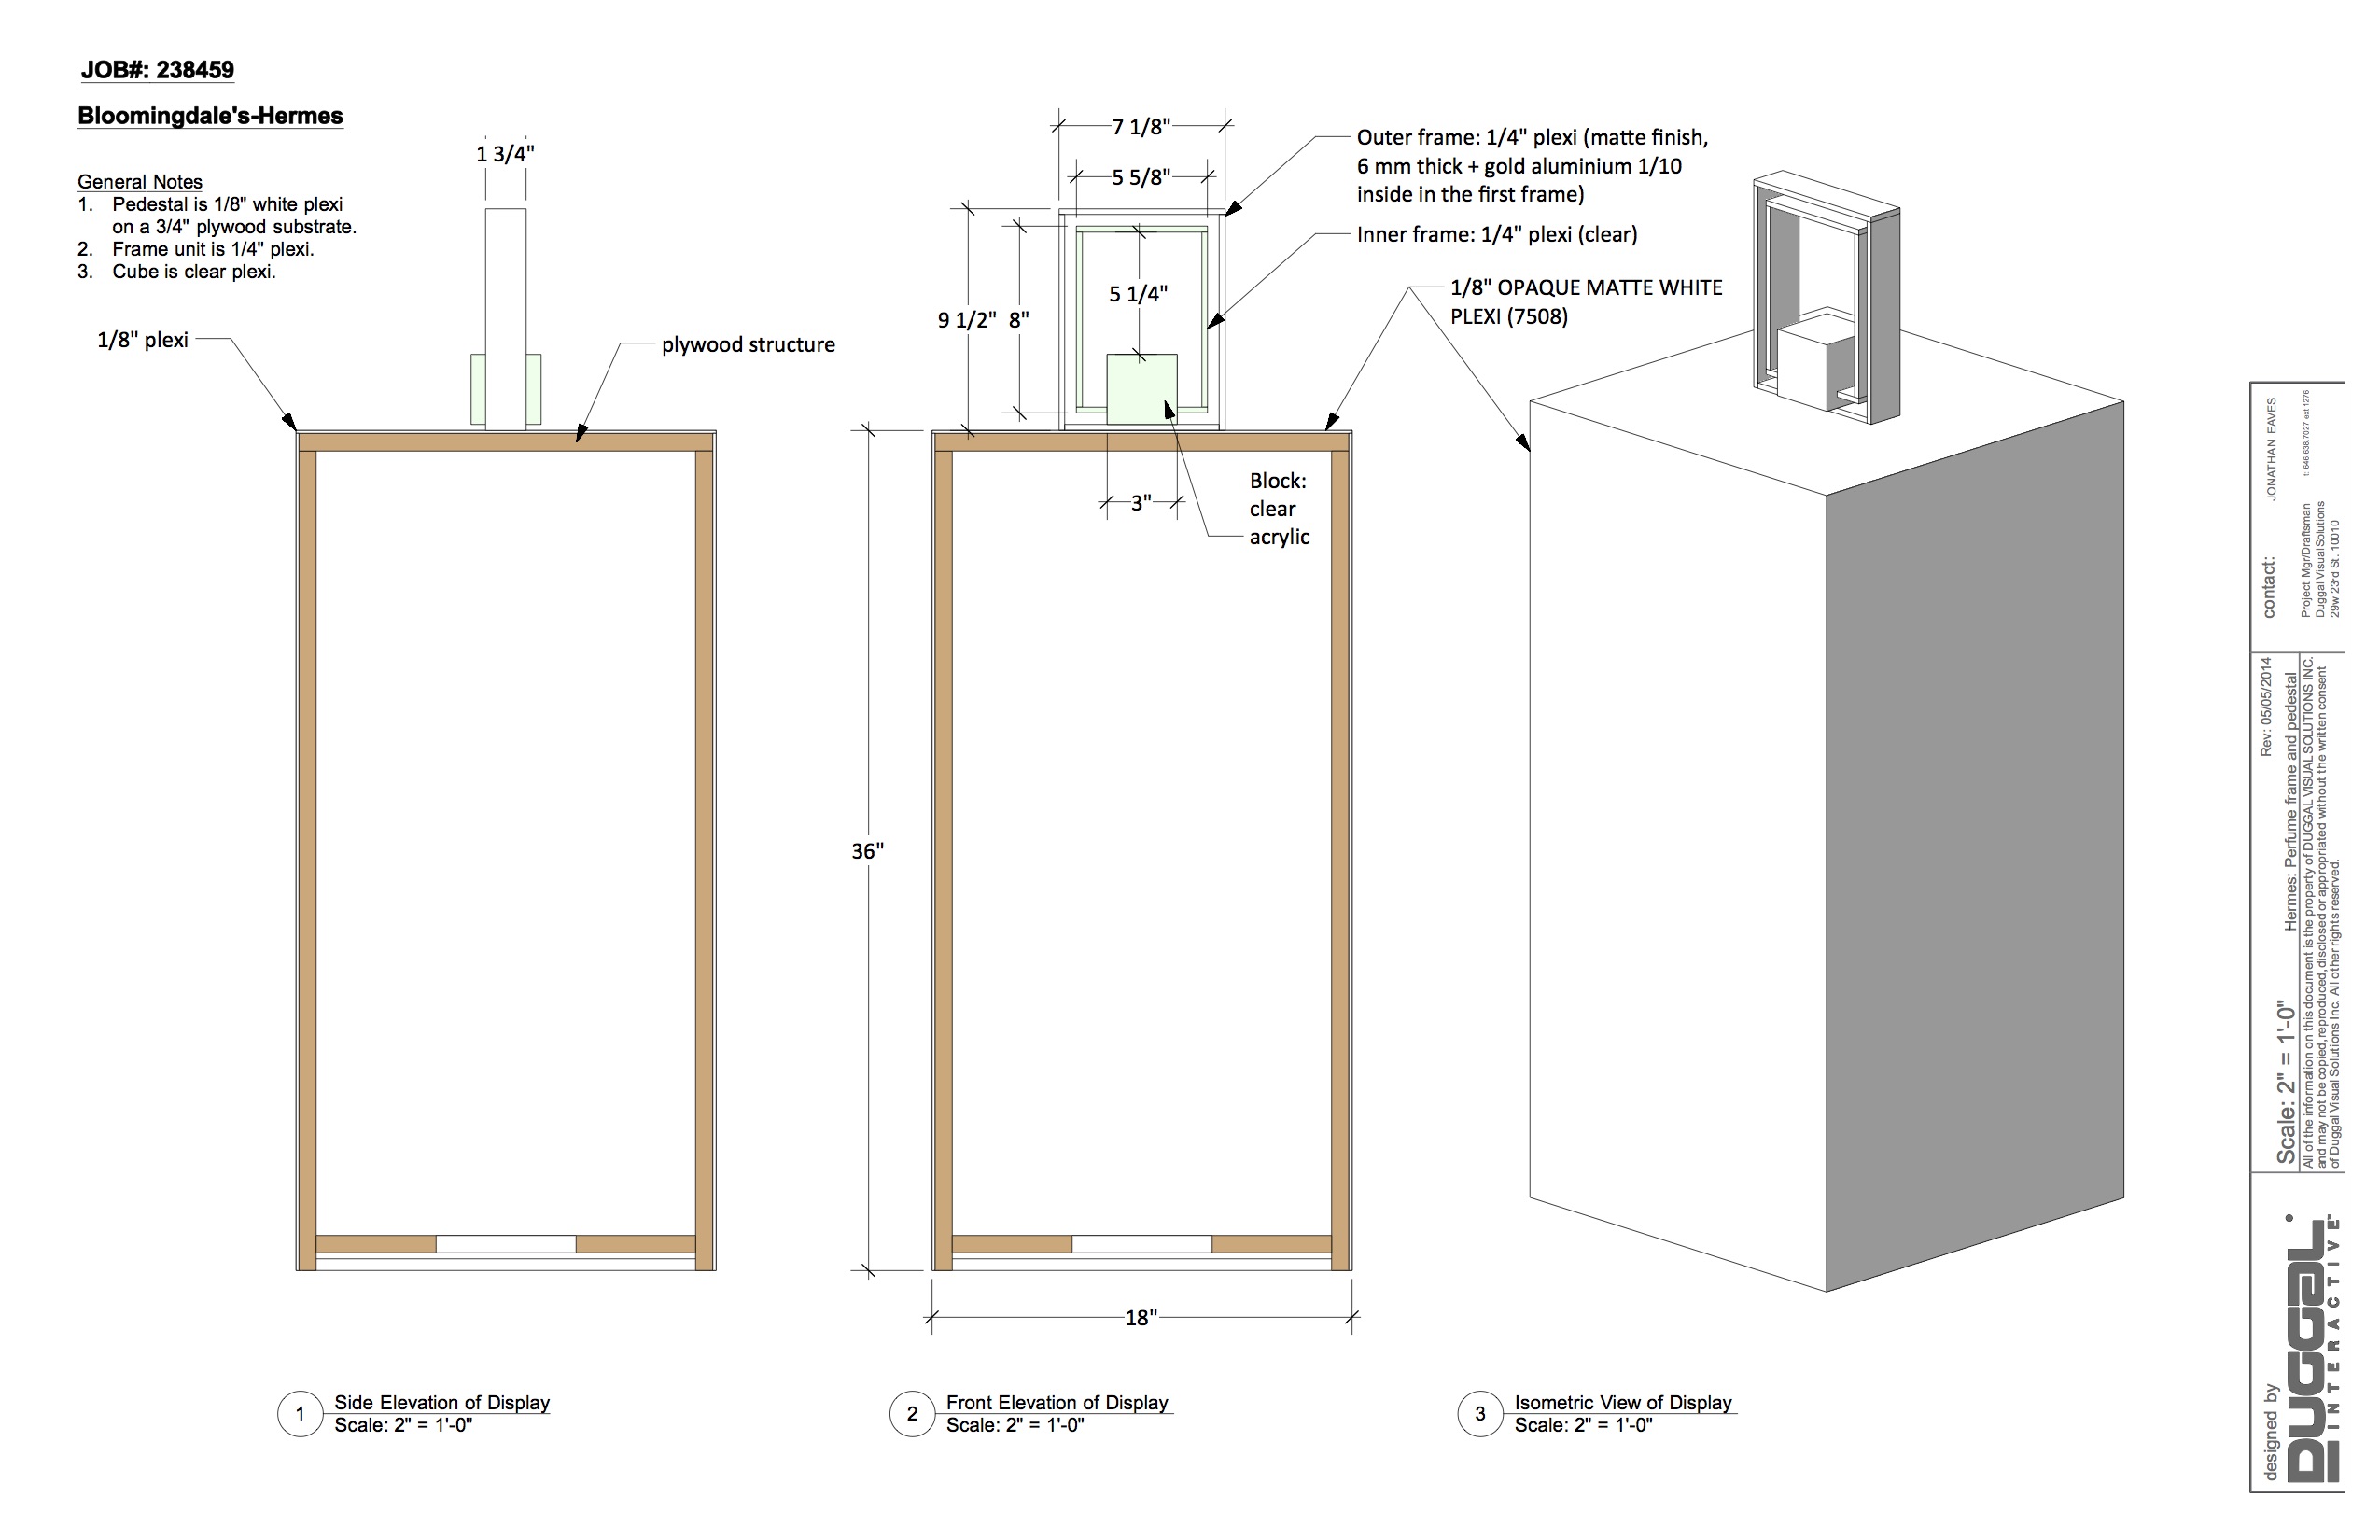 JOB#: 238459
Bloomingdale's-Hermes
General Notes
1. Pedestal is 1/8" white plexi
on a 3/4" plywood substrate.
2. Frame unit is 1/4" plexi.
3. Cube is clear plexi.
1 3/4"
1/8" plexi
plywood structure
7 1/8"
5 5/8"
9 1/2"
8"
5 1/4"
Outer frame: 1/4" plexi (matte finish,
6 mm thick + gold aluminium 1/10
inside in the first frame)
Inner frame: 1/4" plexi (clear)
1/8" OPAQUE MATTE WHITE
PLEXI (7508)
Block:
clear
acrylic
3"
36"
18"
1
Side Elevation of Display
Scale: 2" = 1'-0"
2
Front Elevation of Display
Scale: 2" = 1'-0"
3
Isometric View of Display
Scale: 2" = 1'-0"
contact:
JONATHAN EAVES
Project Mgr/Draftsman
t: 646.638.7027 ext 1276
Duggal Visual Solutions
29w 23rd St. 10010
Rev: 05/05/2014
Scale: 2" = 1'-0"
Hermes: Perfume frame and pedestal
All of the information on this document is the property of DUGGAL VISUAL SOLUTIONS INC.
and may not be copied, reproduced, disclosed or appropriated without the written consent
of Duggal Visual Solutions Inc. All other rights reserved.
designed by
DUGGAL
INTERACTIVE